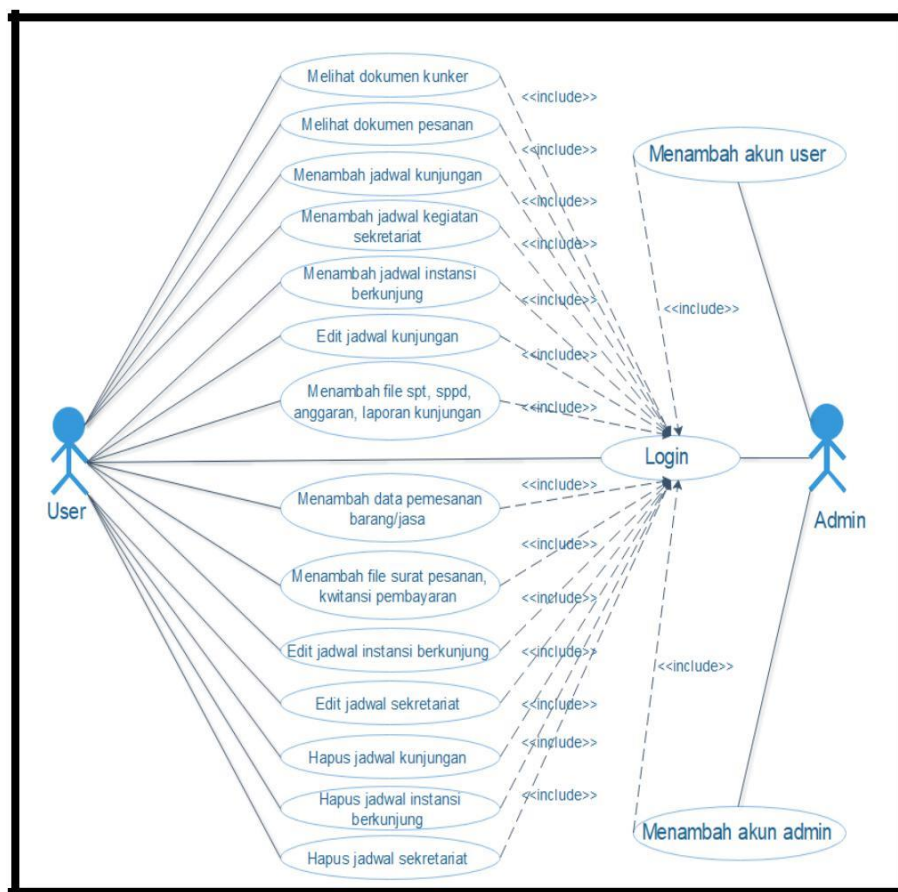 Melihat dokumen kunker
<<include>>
Melihat dokumen pesanan
<<include>>
Menambah akun user
Menambah jadwal kunjungan
<<include>>
Menambah jadwal kegiatan
sekretariat
<<include>>
Menambah jadwal instansi
berkunjung
<<include>>
<<include>>
Edit jadwal kunjungan
<<include>>
Menambah file spt, sppd,
anggaran, laporan kunjungan
<<include>>
Login
User
Admin
Menambah data pemesanan
barang/jasa
<<include>>
<<include>>
Menambah file surat pesanan,
kwitansi pembayaran
<<include>>
Edit jadwal instansi berkunjung
<<include>>
<<include>>
Edit jadwal sekretariat
<<include>>
Hapus jadwal kunjungan
<<include>>
Hapus jadwal instansi
berkunjung
<<include>>
Menambah akun admin
Hapus jadwal sekretariat